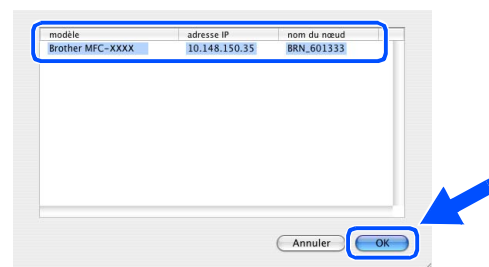 modèle adresse IP nom du nœud
Brother MFC-XXXX 10.148.150.35 BRN_601333
Annuler OK